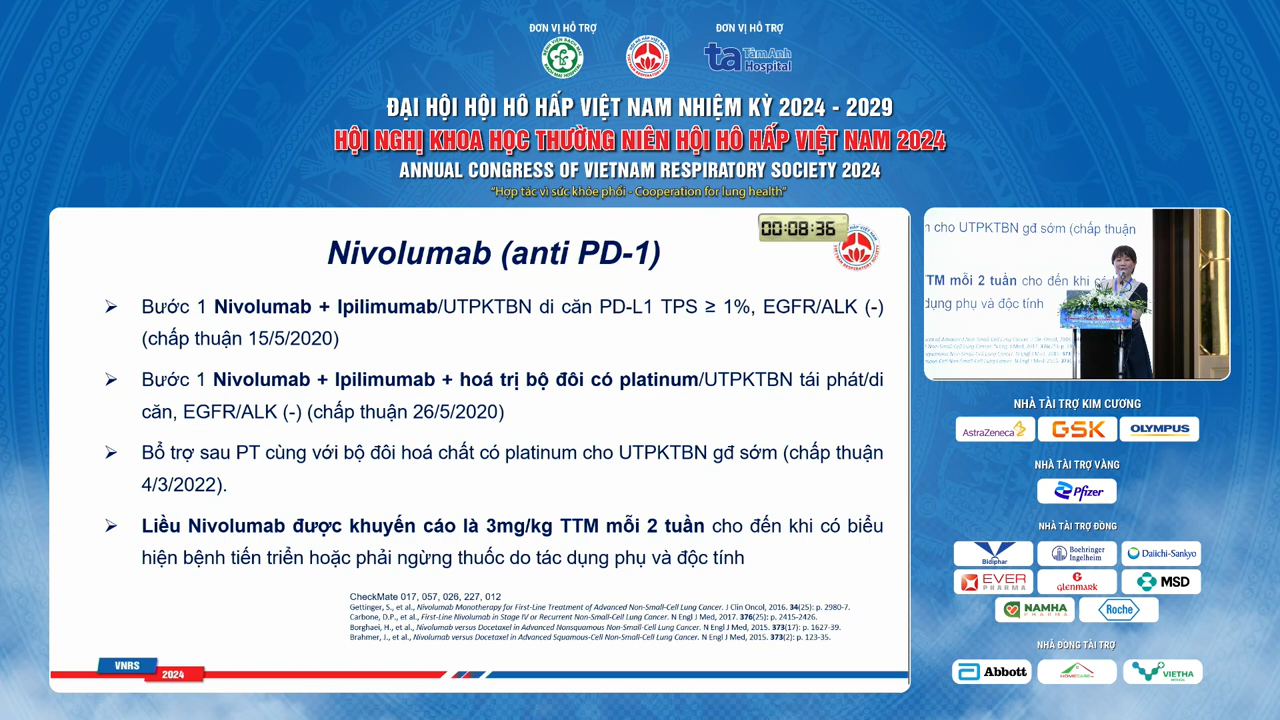 ĐƠN VỊ HỖ TRỢ
ĐƠN VỊ HỖ TRỢ
TâmAnh
Hospital
ĐẠI HỘI HỘI HÔ HẤP VIỆT NAM NHIỆM KỲ 2024 - 2029
HỘI NGHỊ KHOA HỌC THƯỜNG NIÊN HỘI HÔ HẤP VIỆT NAM 2024
ANNUAL CONGRESS OF VIETNAM RESPIRATORY SOCIETY 2024
"Hợp tác vì sức khỏe phổi - Cooperation for lung health"
00:08:36
Nivolumab (anti PD-1)
➢ Bước 1 Nivolumab + Ipilimumab/UTPKTBN di căn PD-L1 TPS ≥ 1%, EGFR/ALK (-)
(chấp thuận 15/5/2020)
➢ Bước 1 Nivolumab + Ipilimumab + hoá trị bộ đôi có platinum/UTPKTBN tái phát/di
căn, EGFR/ALK (-) (chấp thuận 26/5/2020)
➢ Bổ trợ sau PT cùng với bộ đôi hoá chất có platinum cho UTPKTBN gđ sớm (chấp thuận
4/3/2022).
➢ Liều Nivolumab được khuyến cáo là 3mg/kg TTM mỗi 2 tuần cho đến khi có biểu
hiện bệnh tiến triển hoặc phải ngừng thuốc do tác dụng phụ và độc tính
CheckMate 017, 057, 026, 227, 012
Gettinger, S., et al., Nivolumab Monotherapy for First-Line Treatment of Advanced Non-Small-Cell Lung Cancer. J Clin Oncol, 2016. 34(25): p. 2980-7.
Carbone, D.P., et al., First-Line Nivolumab in Stage IV or Recurrent Non-Small-Cell Lung Cancer. N Engl J Med, 2017. 376(25): p. 2415-2426.
Borghaei, H., et al., Nivolumab versus Docetaxel in Advanced Nonsquamous Non-Small-Cell Lung Cancer. N Engl J Med, 2015. 373(17): p. 1627-39.
Brahmer, J., et al., Nivolumab versus Docetaxel in Advanced Squamous-Cell Non-Small-Cell Lung Cancer. N Engl J Med, 2015. 373(2): p. 123-35.
VNRS
2024
cho UTPKTBN gđ sớm (chấp thuận
TTM mỗi 2 tuần cho đến khi
dụng phụ và độc tính
NHÀ TÀI TRỢ KIM CƯƠNG
AstraZeneca
GSK
OLYMPUS
NHÀ TÀI TRỢ VÀNG
Pfizer
NHÀ TÀI TRỢ ĐỒNG
Bidiphar
Boehringer
Ingelheim
Daiichi-Sankyo
EVER
PHARMA
GLENMARK
MSD
NAMHA
PHARMA
Roche
NHÀ ĐỒNG TÀI TRỢ
Abbott
HOMECARE
VIETHA